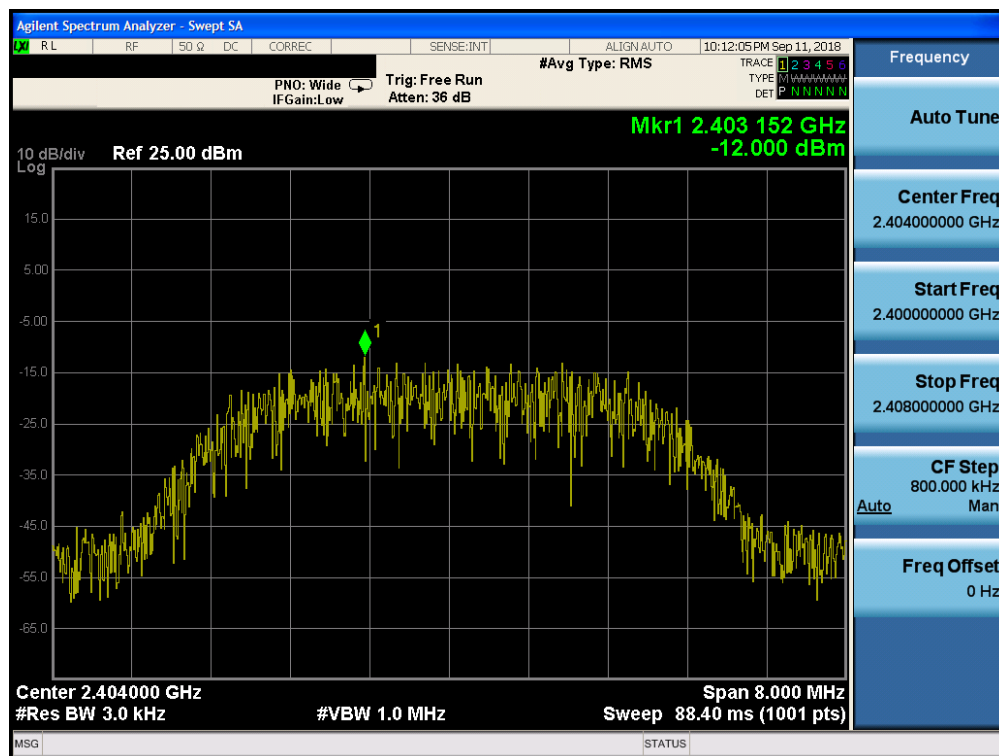 Agilent Spectrum Analyzer - Swept SA
LXI RL RF 50 Ω DC CORREC SENSE:INT ALIGN AUTO 10:12:05 PM Sep 11, 2018
Frequency
#Avg Type: RMS
TRACE 1 2 3 4 5 6
PNO: Wide
Trig: Free Run
TYPE M WWWWW
IFGain:Low
Atten: 36 dB
DET P N N N N N
Auto Tune
Mkr1 2.403 152 GHz
-12.000 dBm
10 dB/div
Ref 25.00 dBm
Log
Center Freq
2.404000000 GHz
15.0
5.00
Start Freq
2.400000000 GHz
-5.00
1
-15.0
Stop Freq
2.408000000 GHz
-25.0
-35.0
CF Step
800.000 kHz
Auto Man
-45.0
-55.0
Freq Offset
0 Hz
-65.0
Center 2.404000 GHz
Span 8.000 MHz
#Res BW 3.0 kHz
#VBW 1.0 MHz
Sweep 88.40 ms (1001 pts)
MSG
STATUS